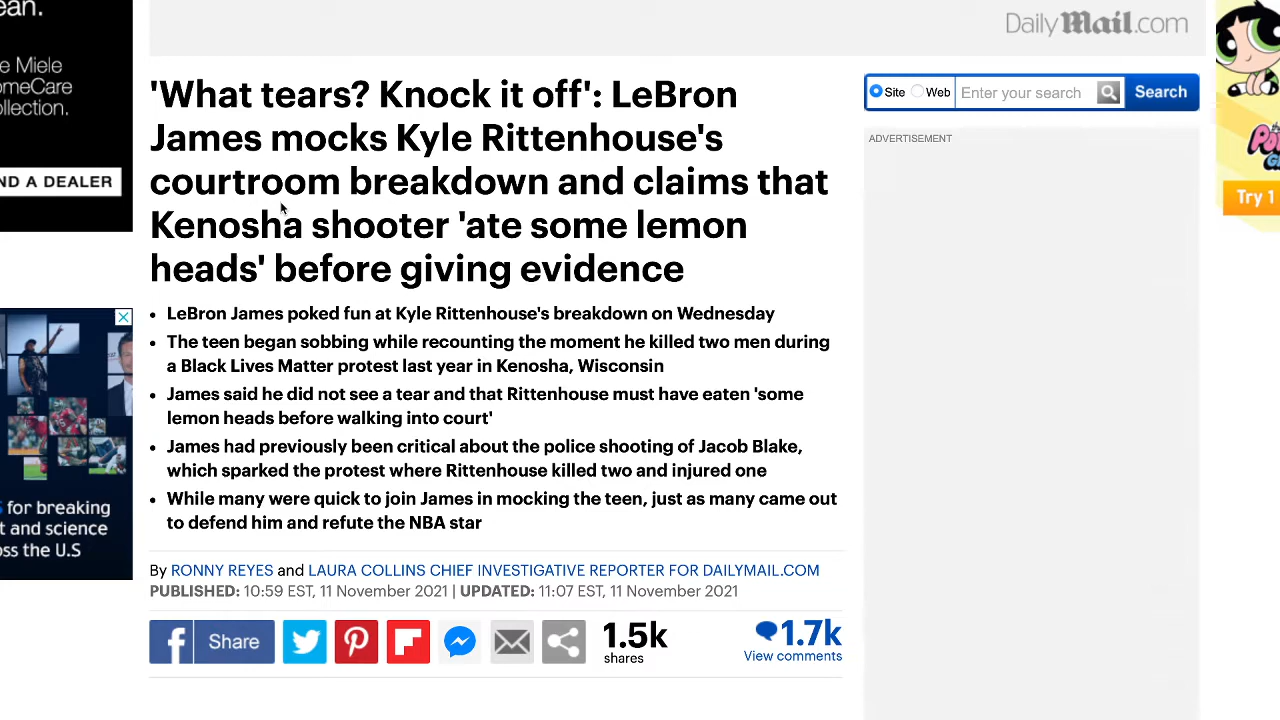 ean.
DailyMail.com
e Miele
omeCare
ollection.
ND A DEALER
'What tears? Knock it off': LeBron
James mocks Kyle Rittenhouse's
courtroom breakdown and claims that
Kenosha shooter 'ate some lemon
heads' before giving evidence
Site Web Enter your search Search
ADVERTISEMENT
Try 1
• LeBron James poked fun at Kyle Rittenhouse's breakdown on Wednesday
• The teen began sobbing while recounting the moment he killed two men during
a Black Lives Matter protest last year in Kenosha, Wisconsin
• James said he did not see a tear and that Rittenhouse must have eaten 'some
lemon heads before walking into court'
• James had previously been critical about the police shooting of Jacob Blake,
which sparked the protest where Rittenhouse killed two and injured one
• While many were quick to join James in mocking the teen, just as many came out
to defend him and refute the NBA star
for breaking
t and science
oss the U.S
By RONNY REYES and LAURA COLLINS CHIEF INVESTIGATIVE REPORTER FOR DAILYMAIL.COM
PUBLISHED: 10:59 EST, 11 November 2021 | UPDATED: 11:07 EST, 11 November 2021
Share
1.5k
shares
1.7k
View comments